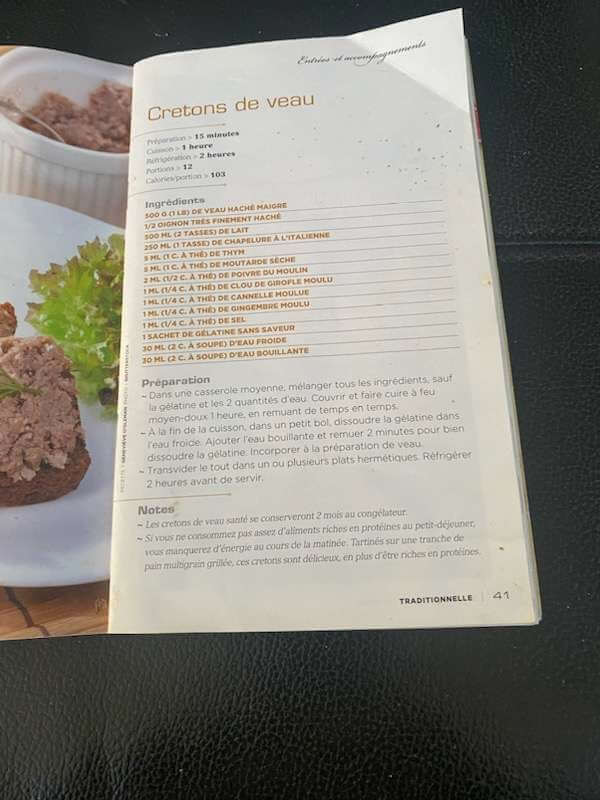 Entrées et accompagnements
Cretons de veau
Préparation > 15 minutes
Cuisson > 1 heure
Réfrigération > 2 heures
Portions > 12
Calories/portion > 103
Ingrédients
500 G (1 LB) DE VEAU HACHÉ MAIGRE
1/2 OIGNON TRÈS FINEMENT HACHÉ
500 ML (2 TASSES) DE LAIT
250 ML (1 TASSE) DE CHAPELURE À L'ITALIENNE
5 ML (1 C. À THÉ) DE THYM
5 ML (1 C. À THÉ) DE MOUTARDE SÈCHE
2 ML (1/2 C. À THÉ) DE POIVRE DU MOULIN
1 ML (1/4 C. À THÉ) DE CLOU DE GIROFLE MOULU
1 ML (1/4 C. À THÉ) DE CANNELLE MOULUE
1 ML (1/4 C. À THÉ) DE GINGEMBRE MOULU
1 ML (1/4 C. À THÉ) DE SEL
1 SACHET DE GÉLATINE SANS SAVEUR
30 ML (2 C. À SOUPE) D'EAU FROIDE
30 ML (2 C. À SOUPE) D'EAU BOUILLANTE
Préparation
~ Dans une casserole moyenne, mélanger tous les ingrédients, sauf
la gélatine et les 2 quantités d'eau. Couvrir et faire cuire à feu
moyen-doux 1 heure, en remuant de temps en temps.
~ À la fin de la cuisson, dans un petit bol, dissoudre la gélatine dans
l'eau froide. Ajouter l'eau bouillante et remuer 2 minutes pour bien
dissoudre la gélatine. Incorporer à la préparation de veau.
~ Transvider le tout dans un ou plusieurs plats hermétiques. Réfrigérer
2 heures avant de servir.
Notes
~ Les cretons de veau santé se conserveront 2 mois au congélateur.
~ Si vous ne consommez pas assez d'aliments riches en protéines au petit-déjeuner,
vous manquerez d'énergie au cours de la matinée. Tartinés sur une tranche de
pain multigrain grillée, ces cretons sont délicieux, en plus d'être riches en protéines.
TRADITIONNELLE | 41